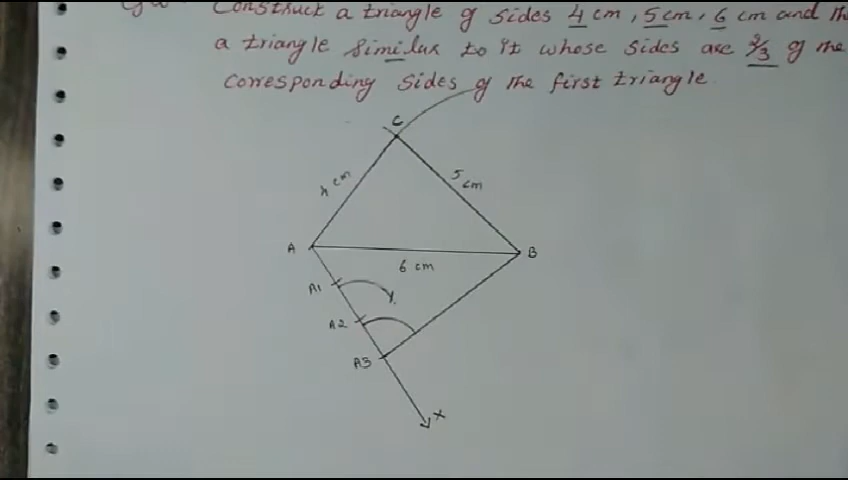 Construck a triangle of sides 4 cm, 5 cm, 6 cm and
a triangle similar to it whose sides are 2/3 of the
corresponding sides of the first triangle.
C
4 cm
5 cm
A
B
6 cm
A1
A2
A3
X